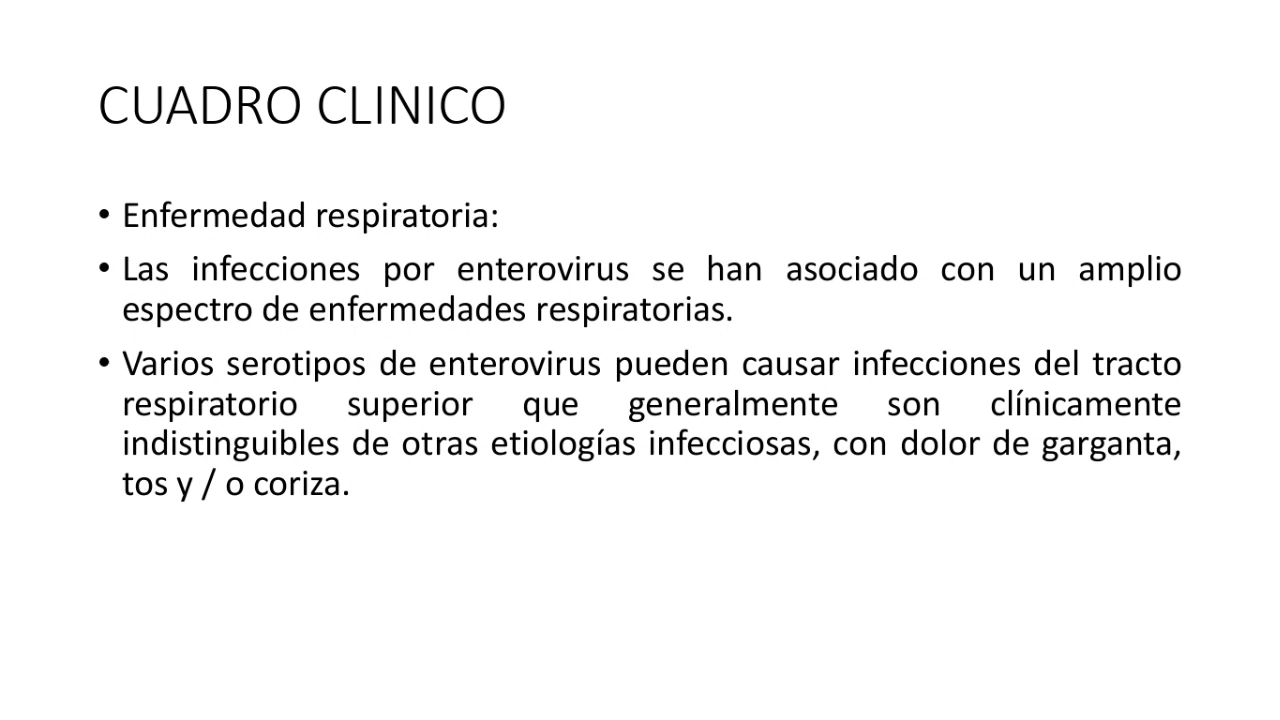 CUADRO CLINICO
• Enfermedad respiratoria:
• Las infecciones por enterovirus se han asociado con un amplio
espectro de enfermedades respiratorias.
• Varios serotipos de enterovirus pueden causar infecciones del tracto
respiratorio superior que generalmente son clínicamente
indistinguibles de otras etiologías infecciosas, con dolor de garganta,
tos y / o coriza.